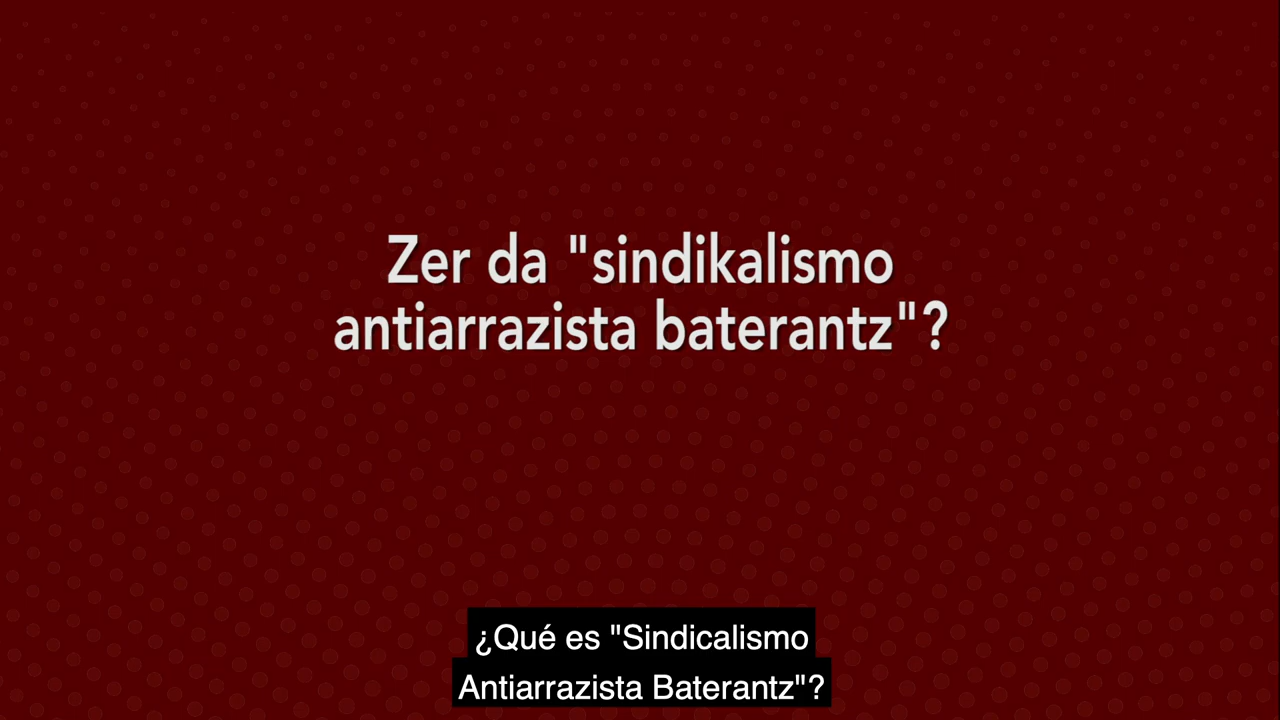 Zer da "sindikalismo
antiarrazista baterantz"?
¿Qué es "Sindicalismo
Antiarrazista Baterantz"?